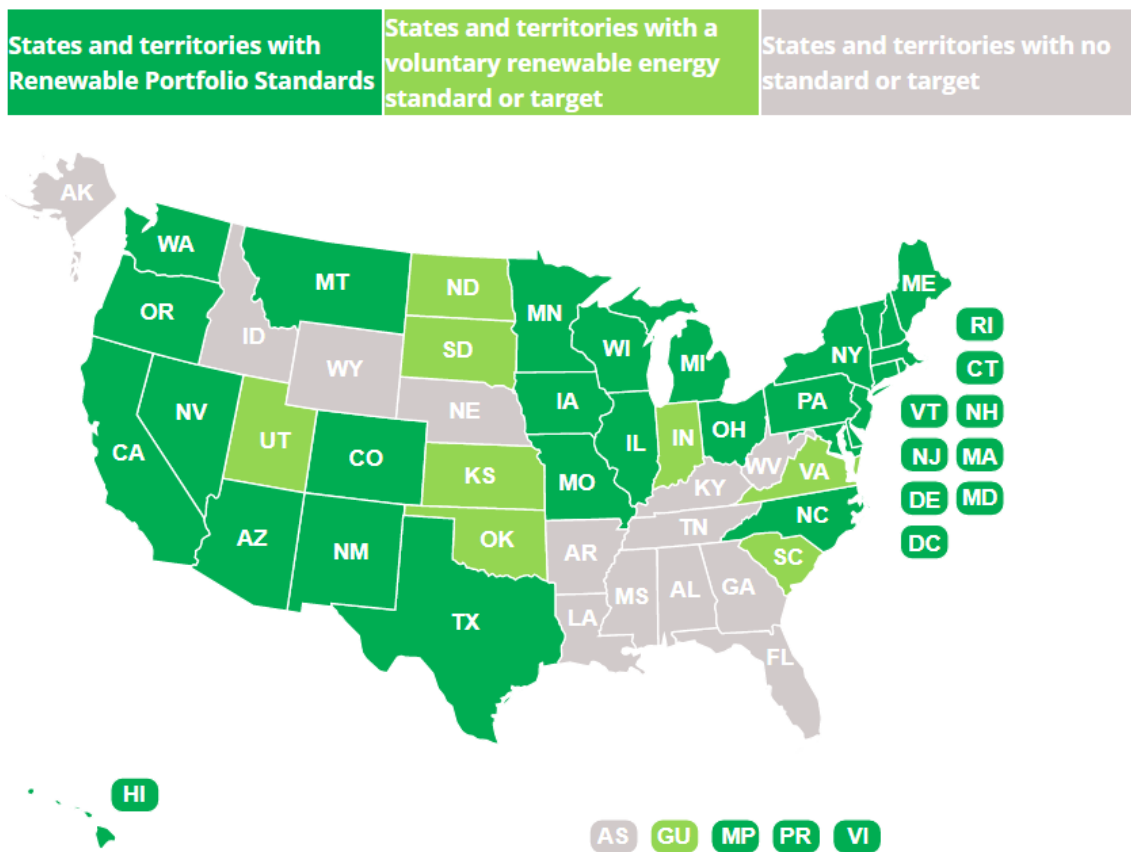 States and territories with
Renewable Portfolio Standards
States and territories with a
voluntary renewable energy
standard or target
States and territories with no
standard or target
AK
WA
MT
ND
MN
ME
OR
ID
SD
WI
MI
NY
RI
WY
CT
NV
NE
IA
PA
VT
NH
CA
UT
CO
KS
MO
IL
IN
OH
WV
VA
NJ
MA
KY
DE
MD
AZ
NM
OK
AR
TN
NC
DC
SC
TX
LA
MS
AL
GA
FL
HI
AS
GU
MP
PR
VI